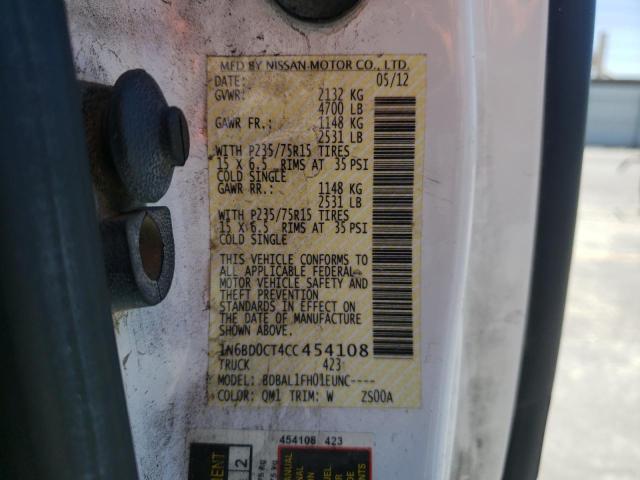 MFD BY NISSAN MOTOR CO., LTD.
DATE: 05/12
GVWR: 2132 KG
4700 LB
GAWR FR.: 1148 KG
2531 LB
WITH P235/75R15 TIRES
15 X 6.5 RIMS AT 35 PSI
COLD SINGLE
GAWR RR.: 1148 KG
2531 LB
WITH P235/75R15 TIRES
15 X 6.5 RIMS AT 35 PSI
COLD SINGLE
THIS VEHICLE CONFORMS TO
ALL APPLICABLE FEDERAL
MOTOR VEHICLE SAFETY AND
THEFT PREVENTION
STANDARDS IN EFFECT ON
THE DATE OF MANUFACTURE
SHOWN ABOVE.
1N6BD0CT4CC454108
TRUCK 423
MODEL: BDBAL1FH01EUNC----
COLOR: QM1 TRIM: W ZS00A
454108 423
2